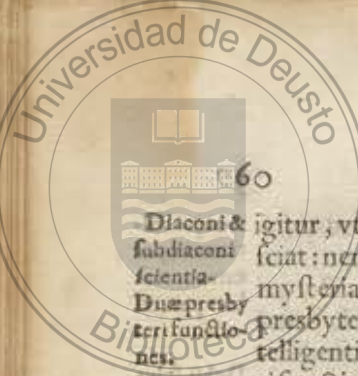 Universidad de Deusto
Biblioteca
60
Diaconi &
subdiaconi
scientia.
Duæ presby
teri functio-
nes.
igitur, vt
sciat: nem
mysteria
presbyte
telligenti